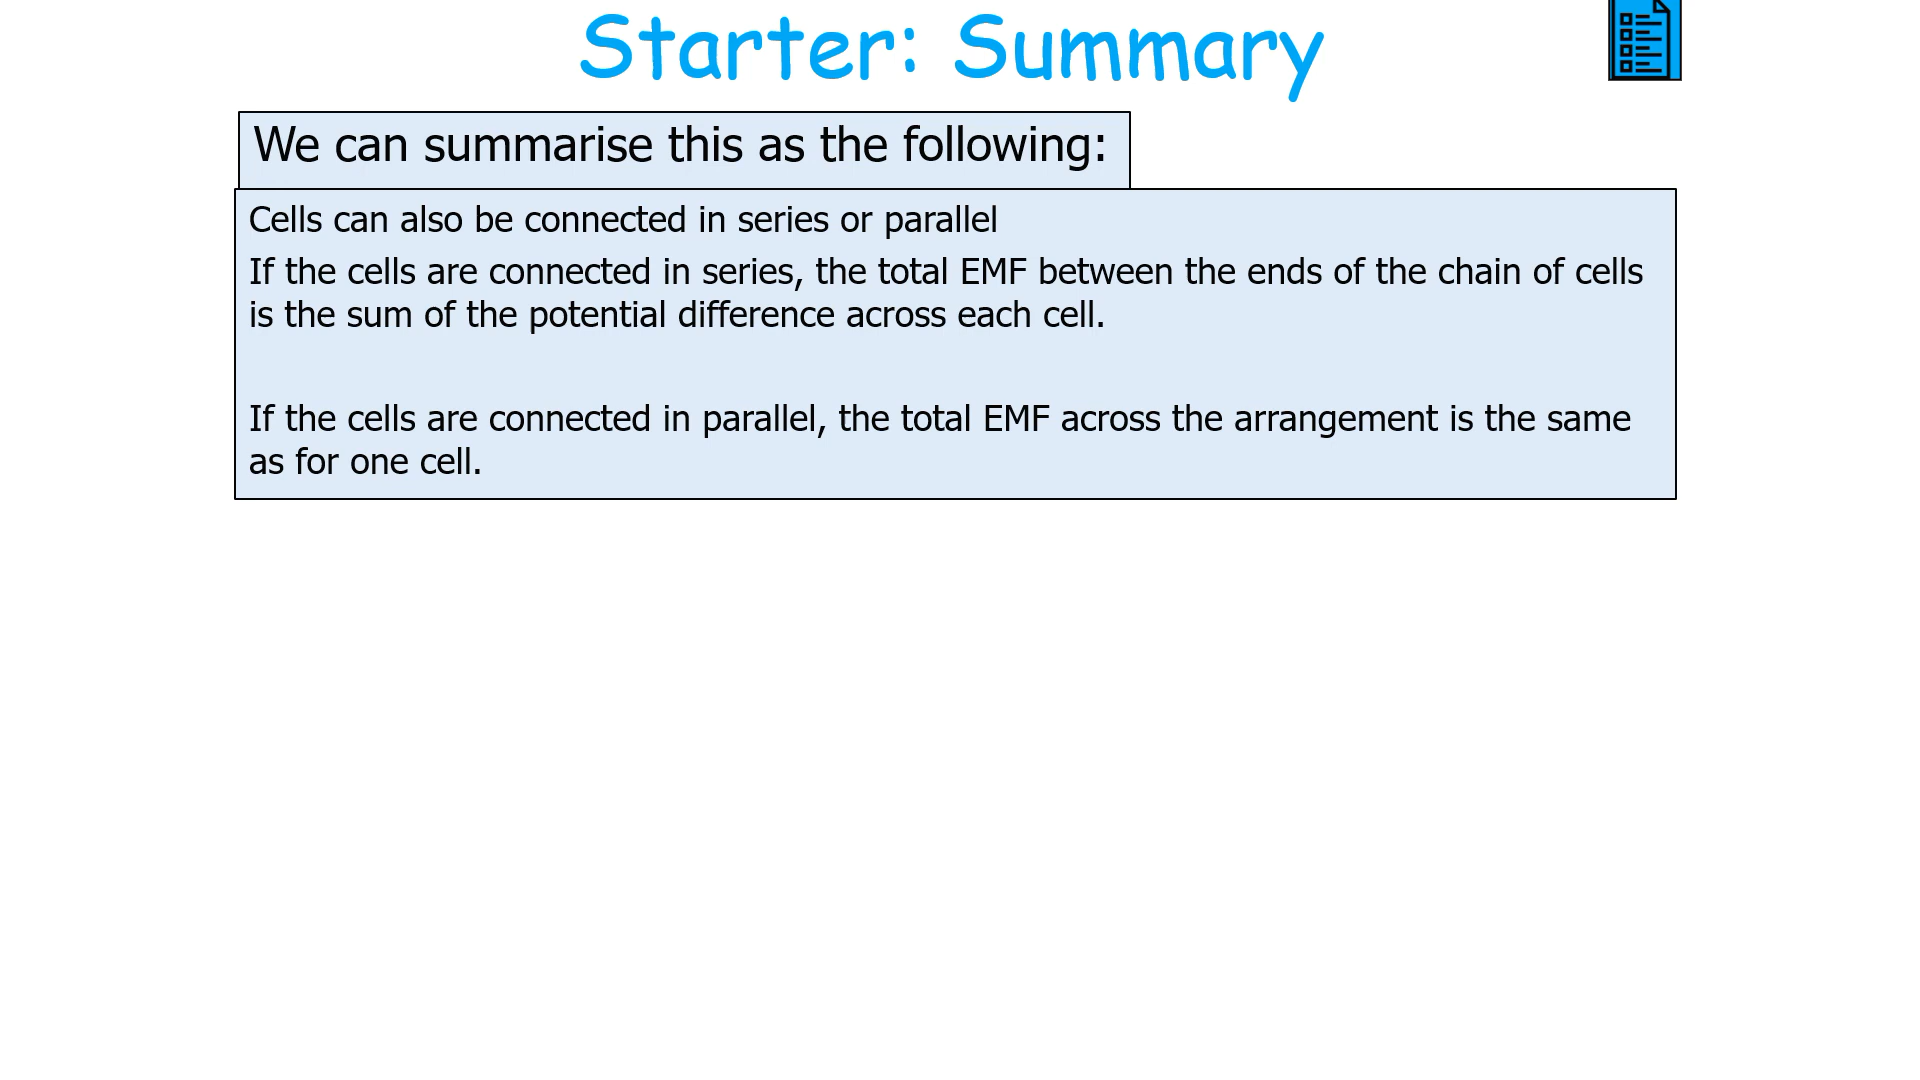 Starter: Summary
We can summarise this as the following:
Cells can also be connected in series or parallel
If the cells are connected in series, the total EMF between the ends of the chain of cells
is the sum of the potential difference across each cell.
If the cells are connected in parallel, the total EMF across the arrangement is the same
as for one cell.